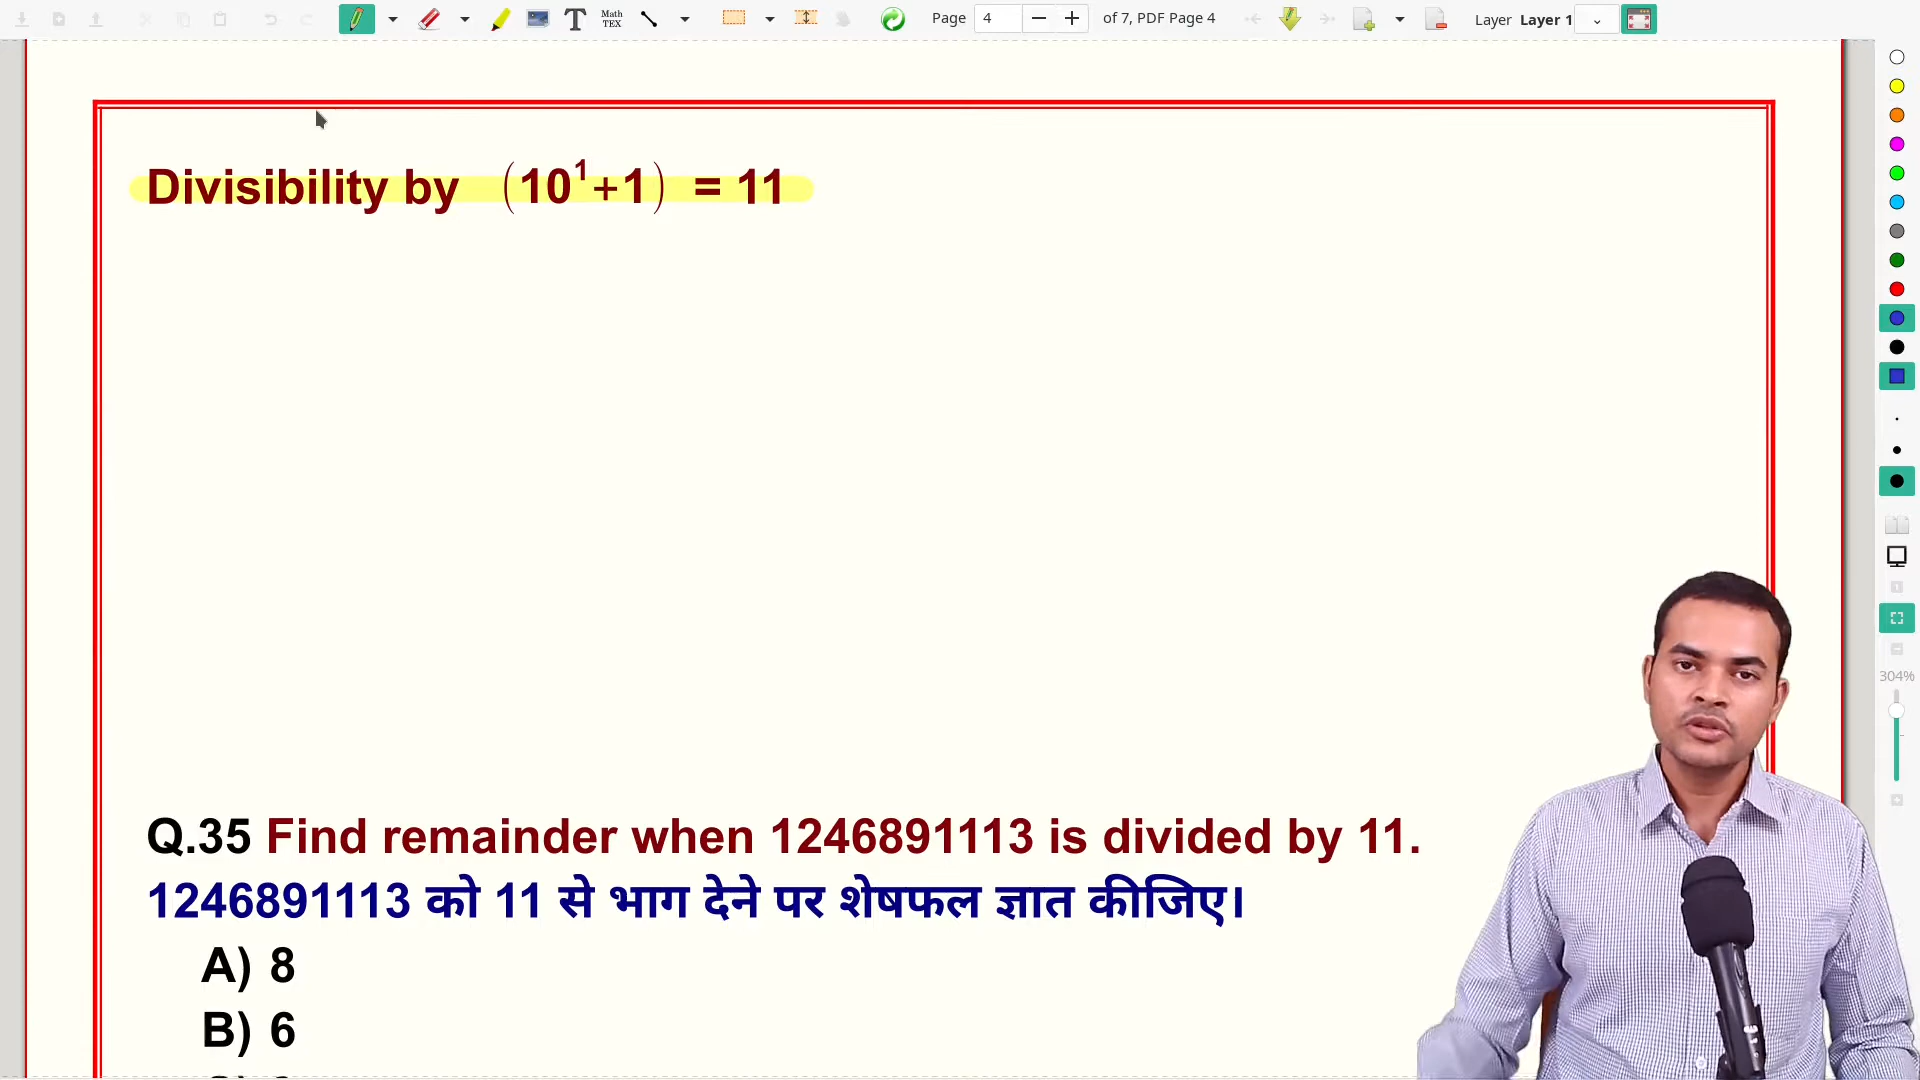 Page 4 of 7, PDF Page 4 Layer Layer 1
Math
TEX
Divisibility by (10¹+1) = 11
304%
Q.35 Find remainder when 1246891113 is divided by 11.
1246891113 को 11 से भाग देने पर शेषफल ज्ञात कीजिए।
A) 8
B) 6